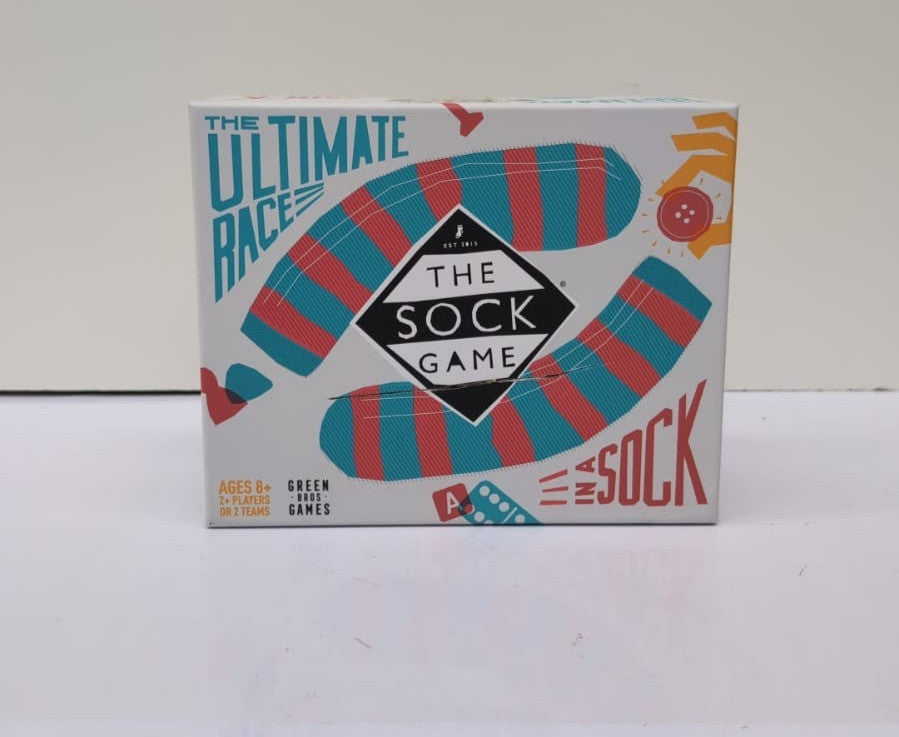 THE
ULTIMATE
RACE
EST 2015
THE
SOCK
GAME
®
IN A
SOCK
AGES 8+
2+ PLAYERS
OR 2 TEAMS
GREEN
· BROS ·
GAMES
A